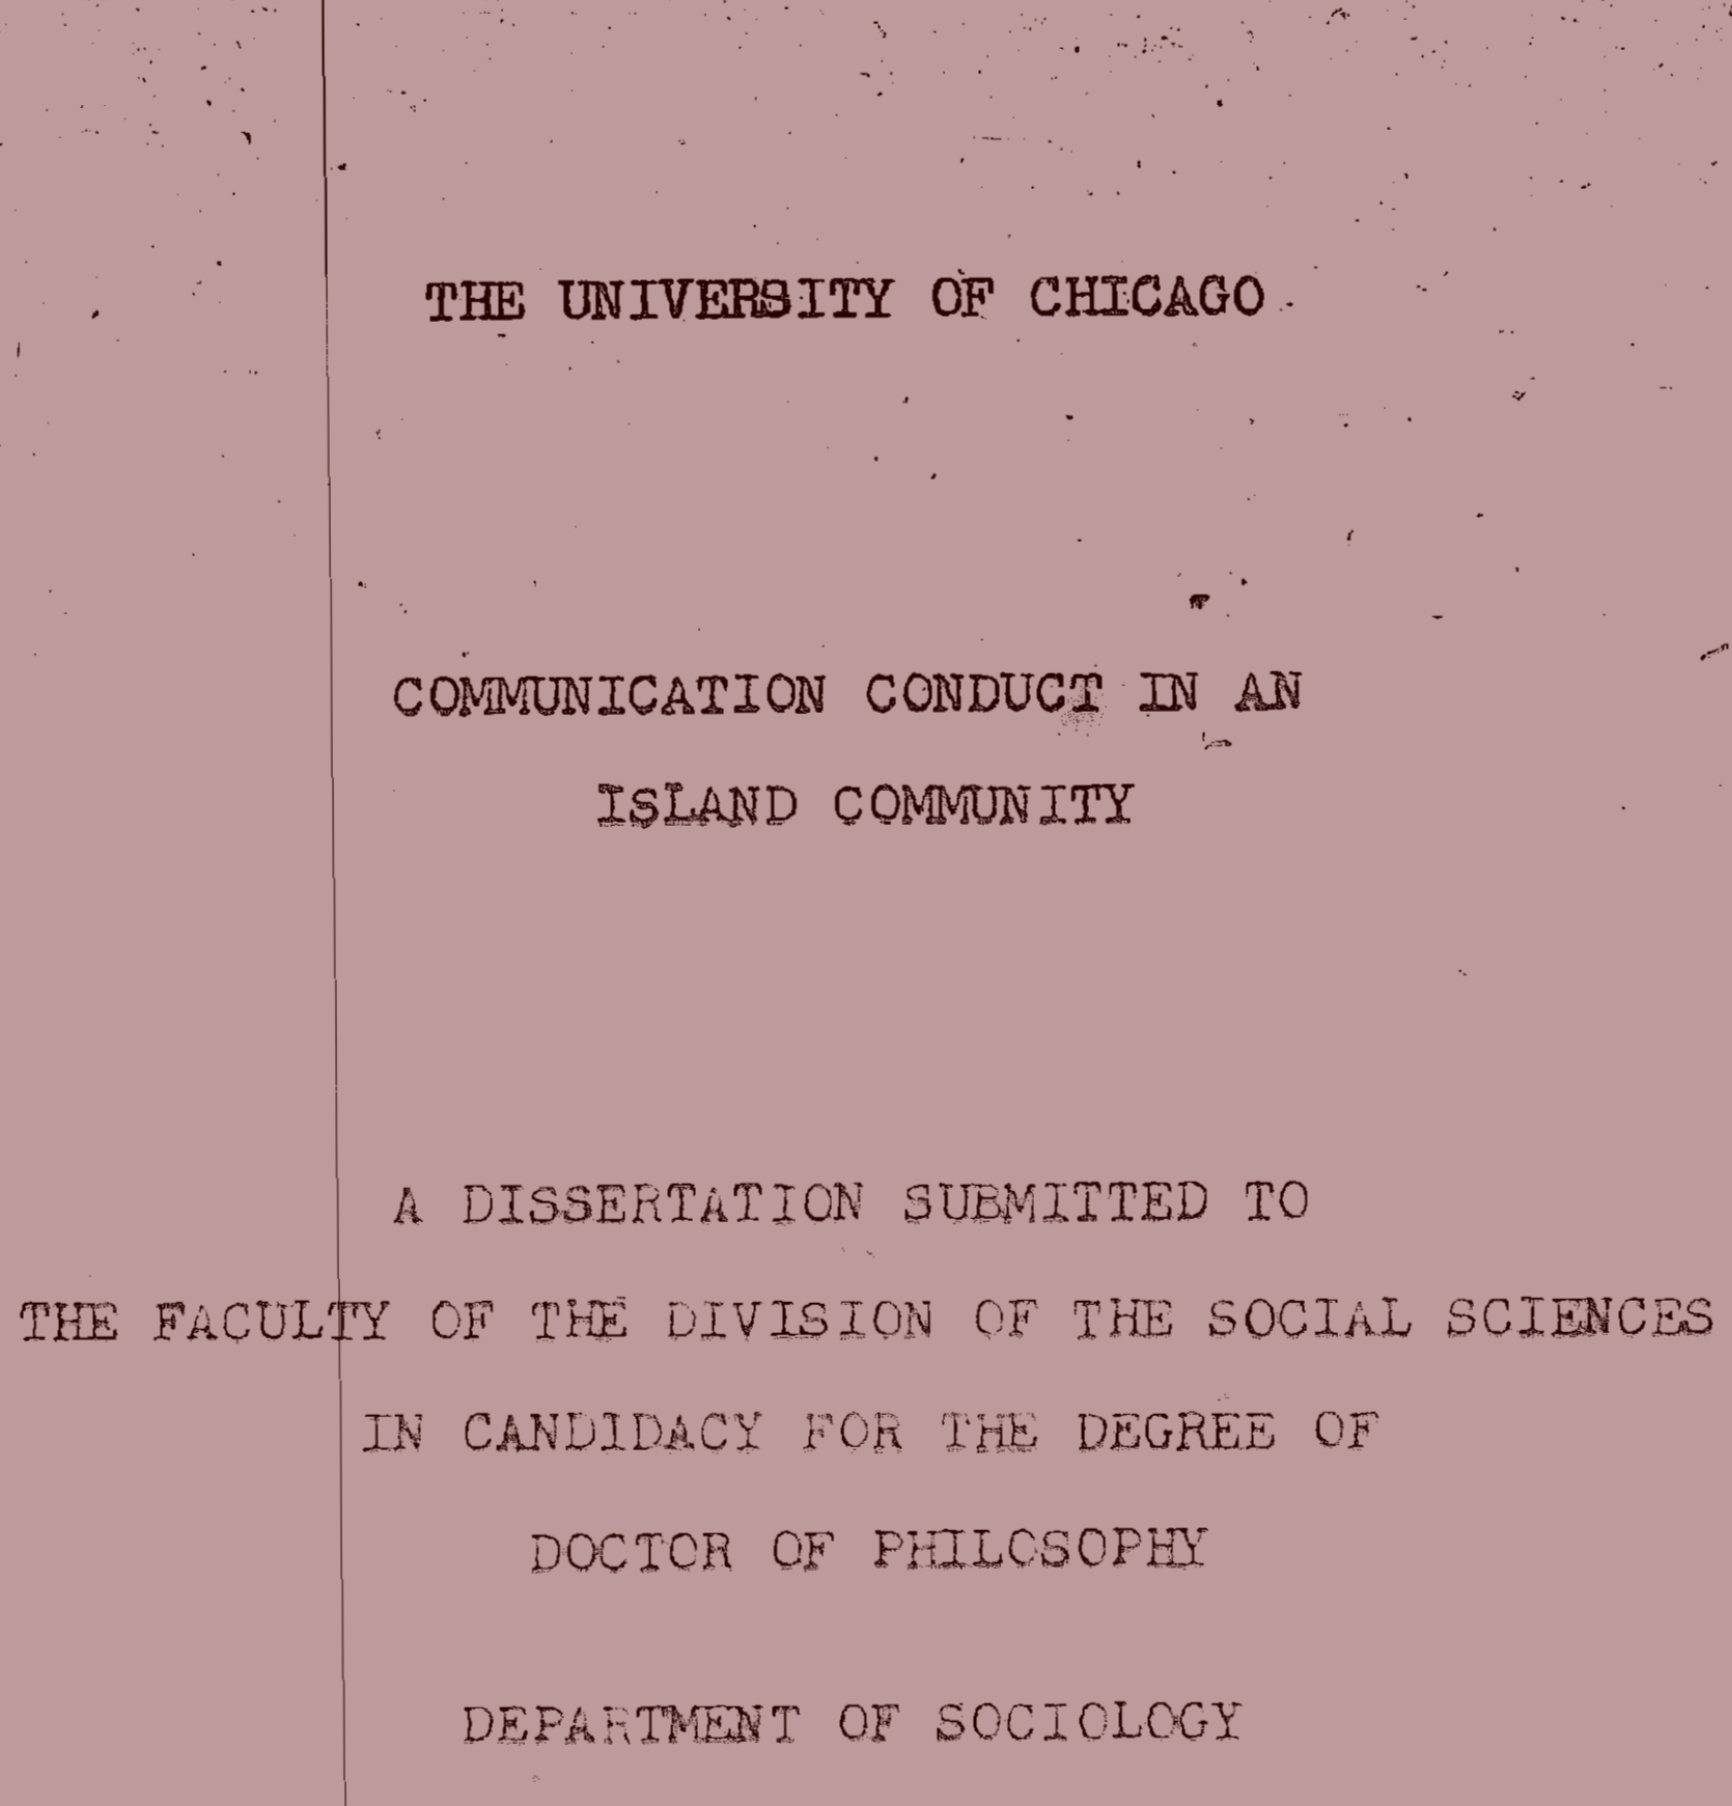 THE UNIVERSITY OF CHICAGO
COMMUNICATION CONDUCT IN AN
ISLAND COMMUNITY
A DISSERTATION SUBMITTED TO
THE FACULTY OF THE DIVISION OF THE SOCIAL SCIENCES
IN CANDIDACY FOR THE DEGREE OF
DOCTOR OF PHILOSOPHY
DEPARTMENT OF SOCIOLOGY